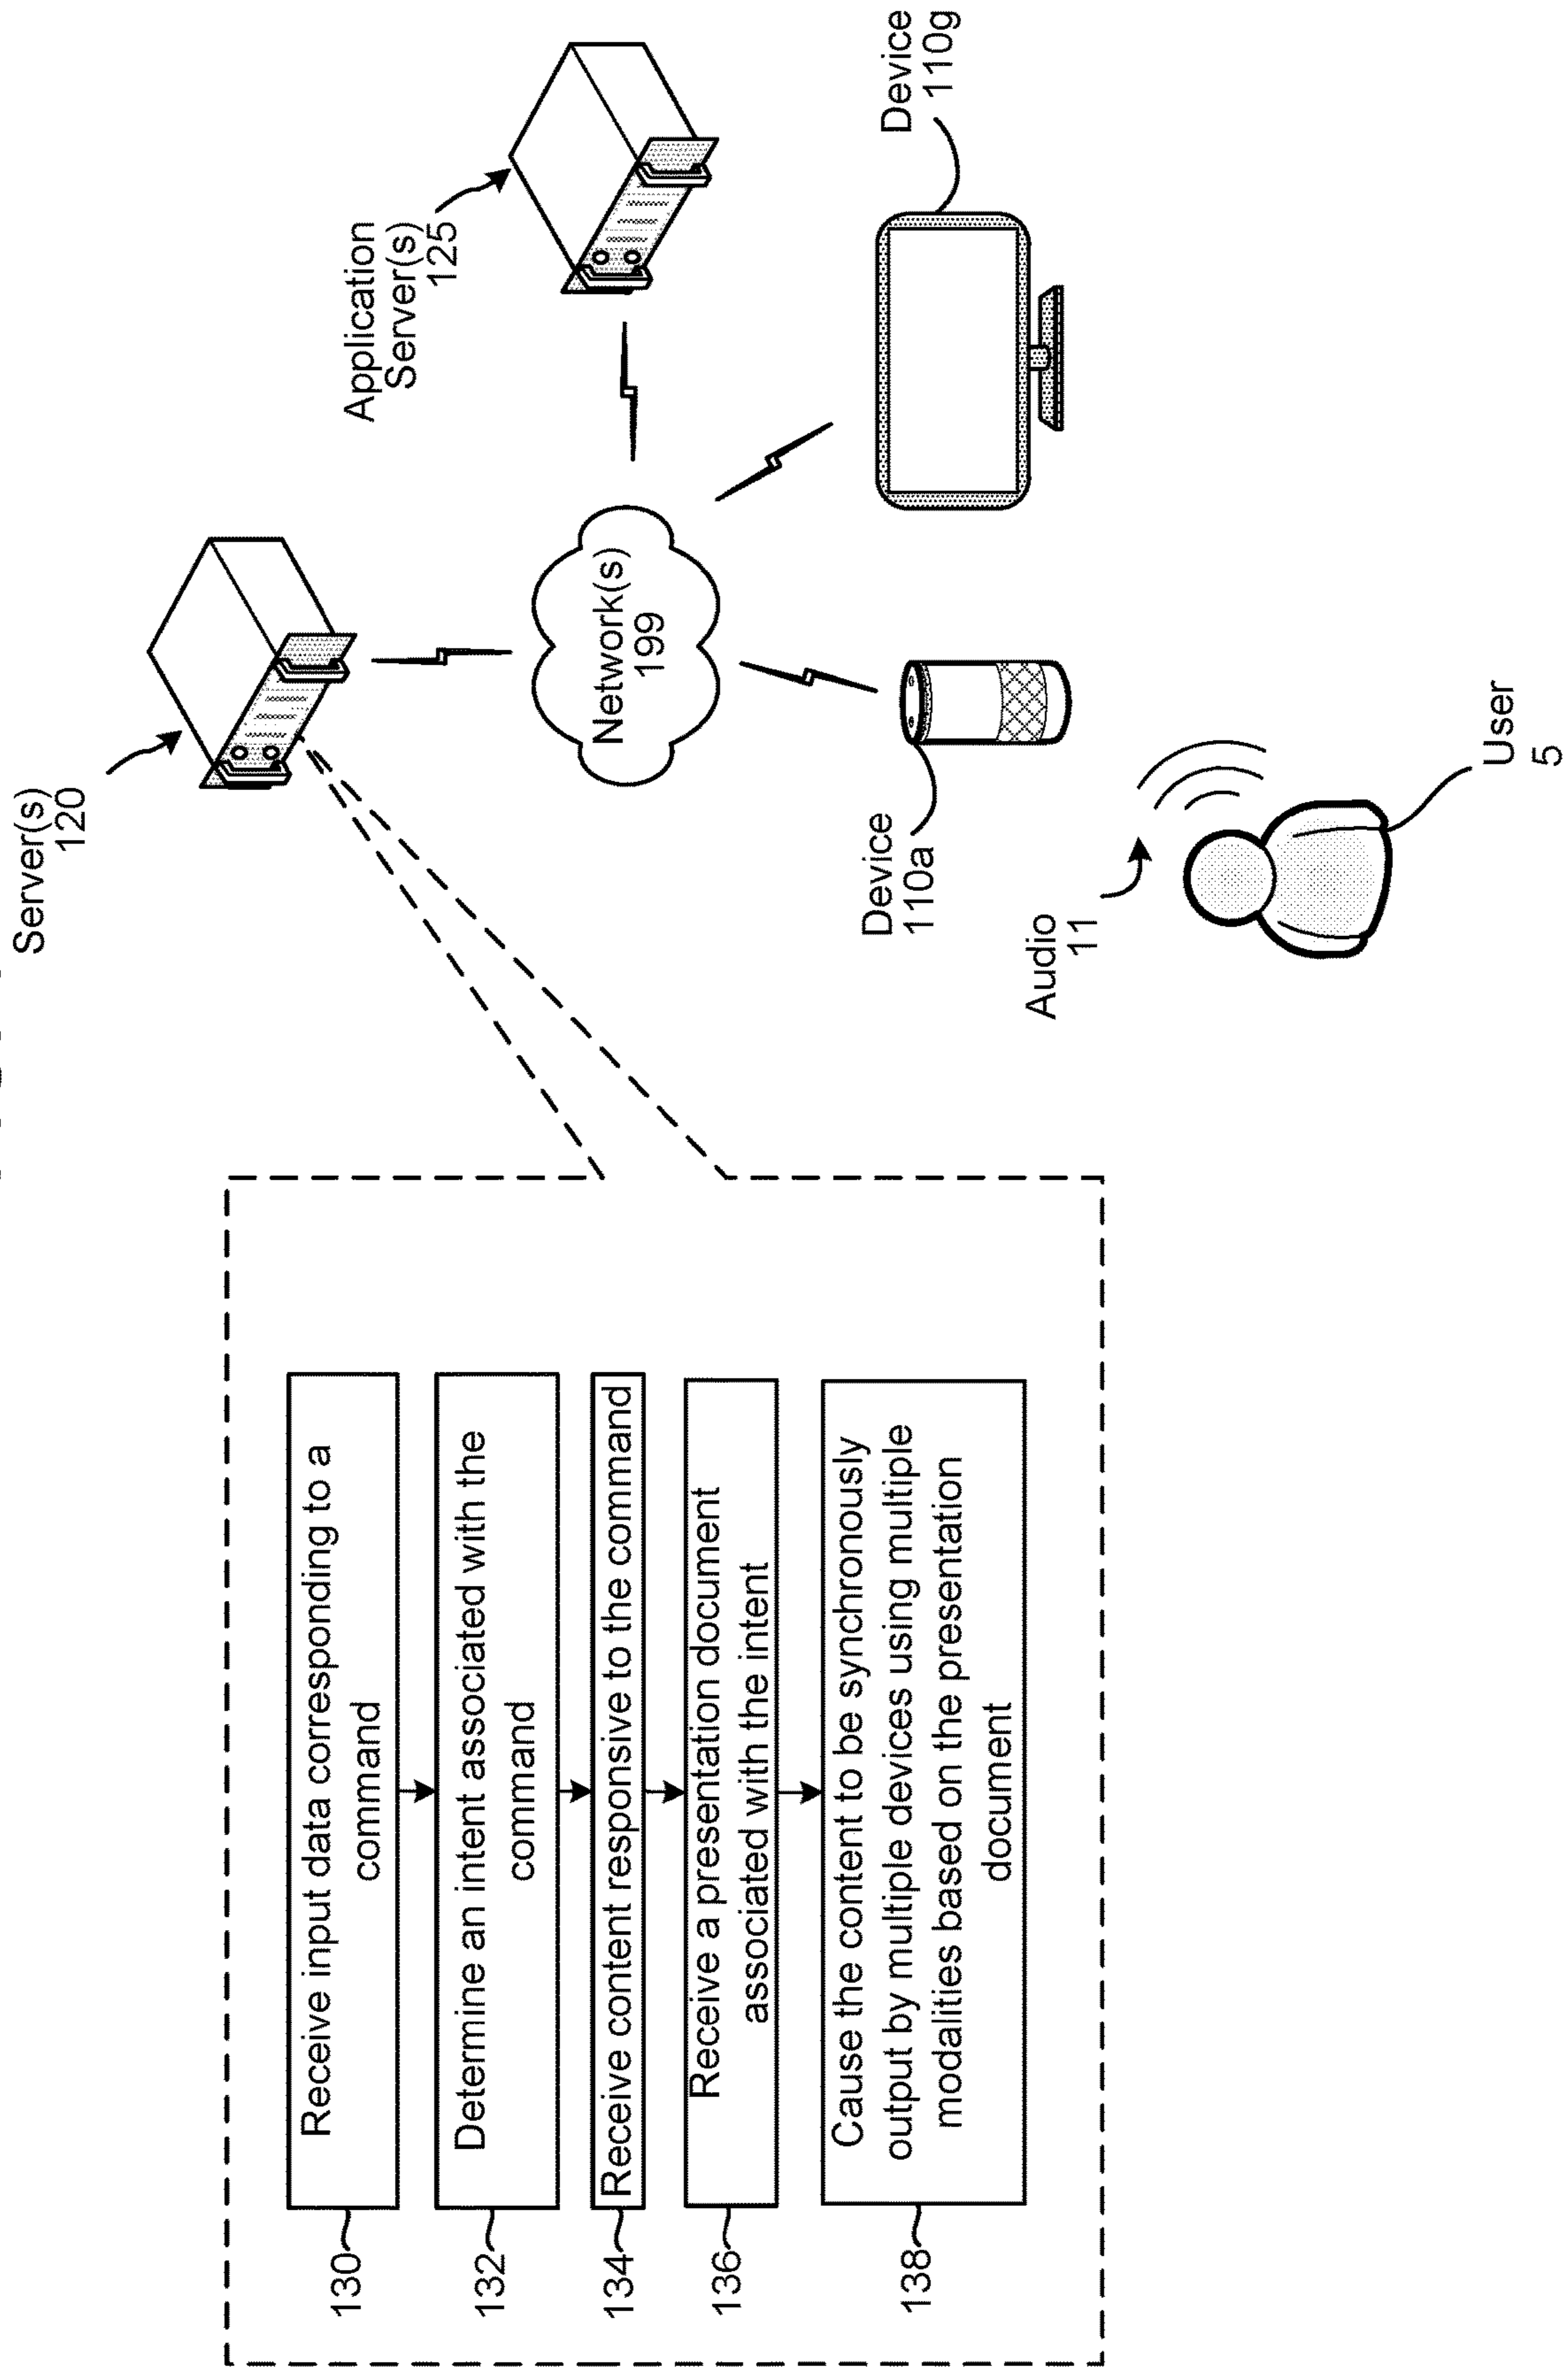 Server(s)
120
Application
Server(s)
125
Network(s)
199
Device
110a
Device
110g
Audio
11
User
5
130
Receive input data corresponding to a
command
132
Determine an intent associated with the
command
134
Receive content responsive to the command
136
Receive a presentation document
associated with the intent
138
Cause the content to be synchronously
output by multiple devices using multiple
modalities based on the presentation
document